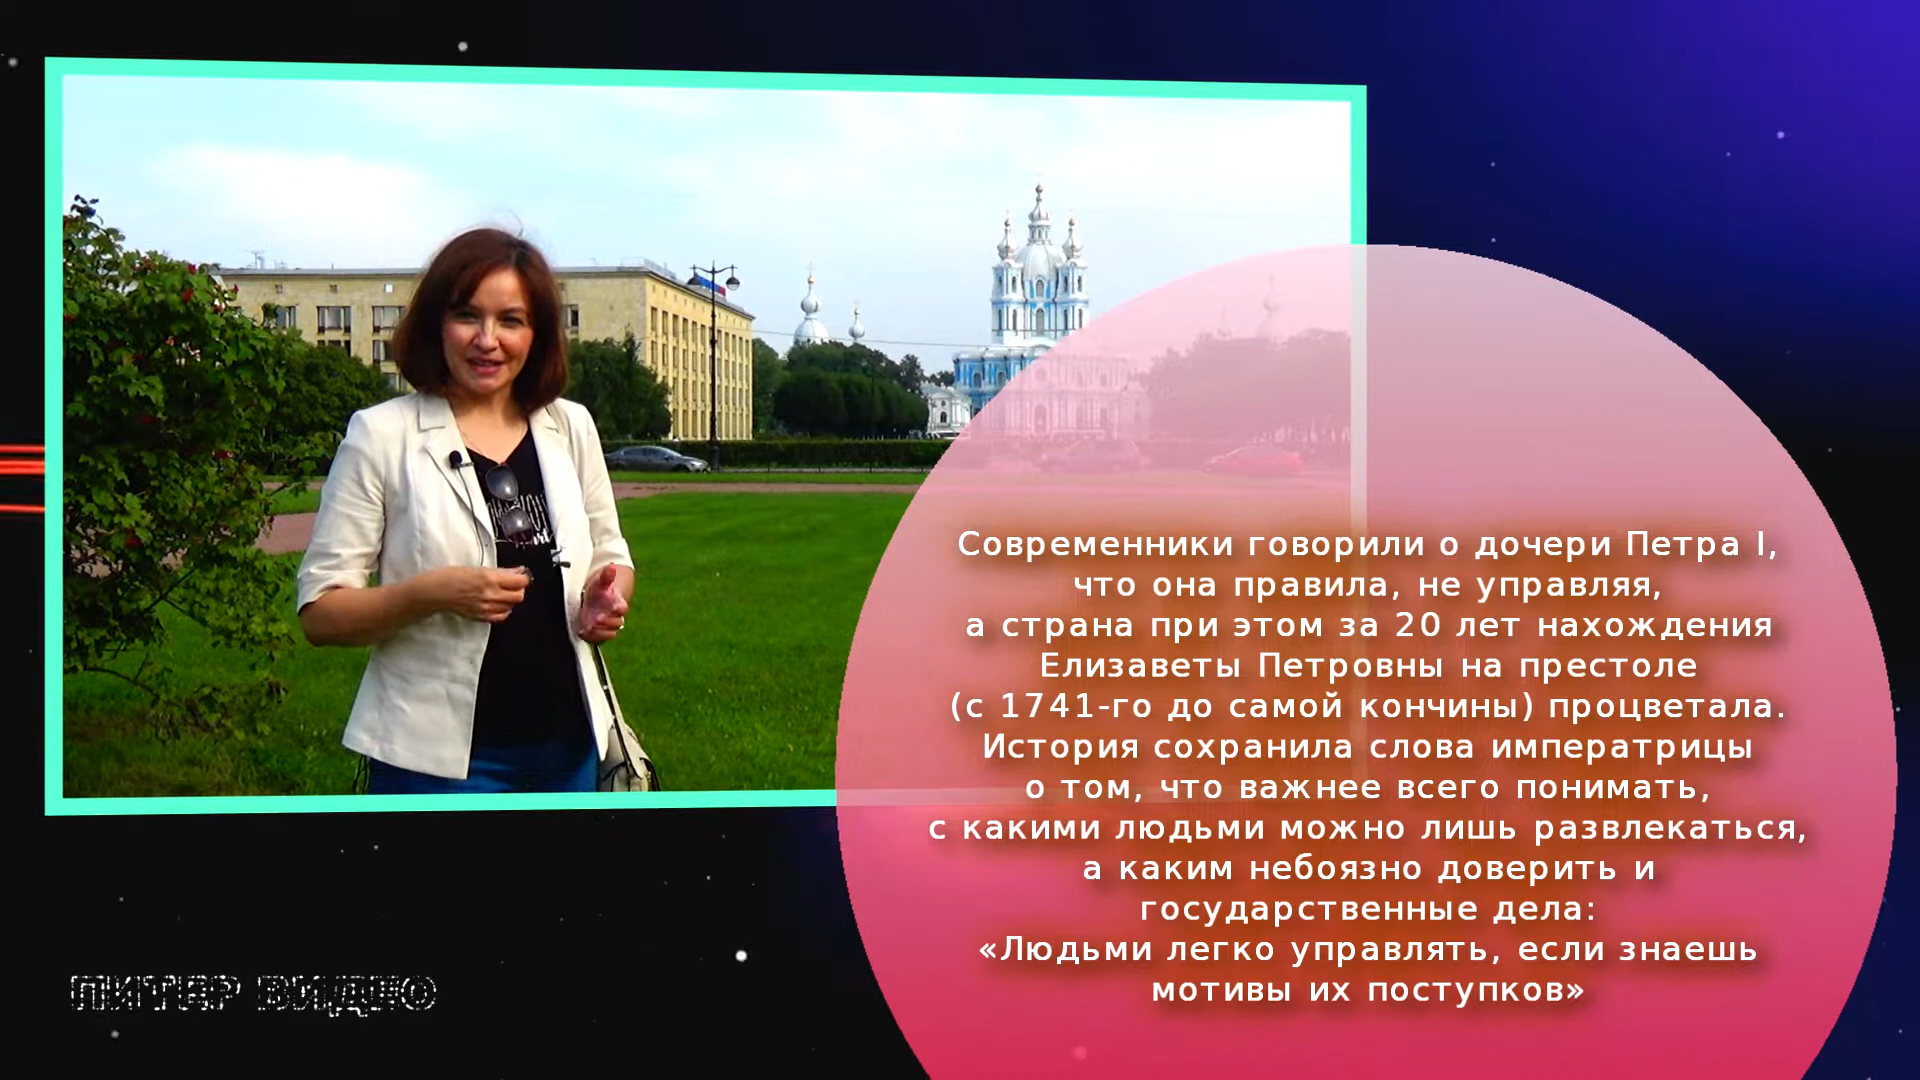 Современники говорили о дочери Петра I,
что она правила, не управляя,
а страна при этом за 20 лет нахождения
Елизаветы Петровны на престоле
(с 1741-го до самой кончины) процветала.
История сохранила слова императрицы
о том, что важнее всего понимать,
с какими людьми можно лишь развлекаться,
а каким небоязно доверить и
государственные дела:
«Людьми легко управлять, если знаешь
мотивы их поступков»
ПИТЕР ВИДЕО